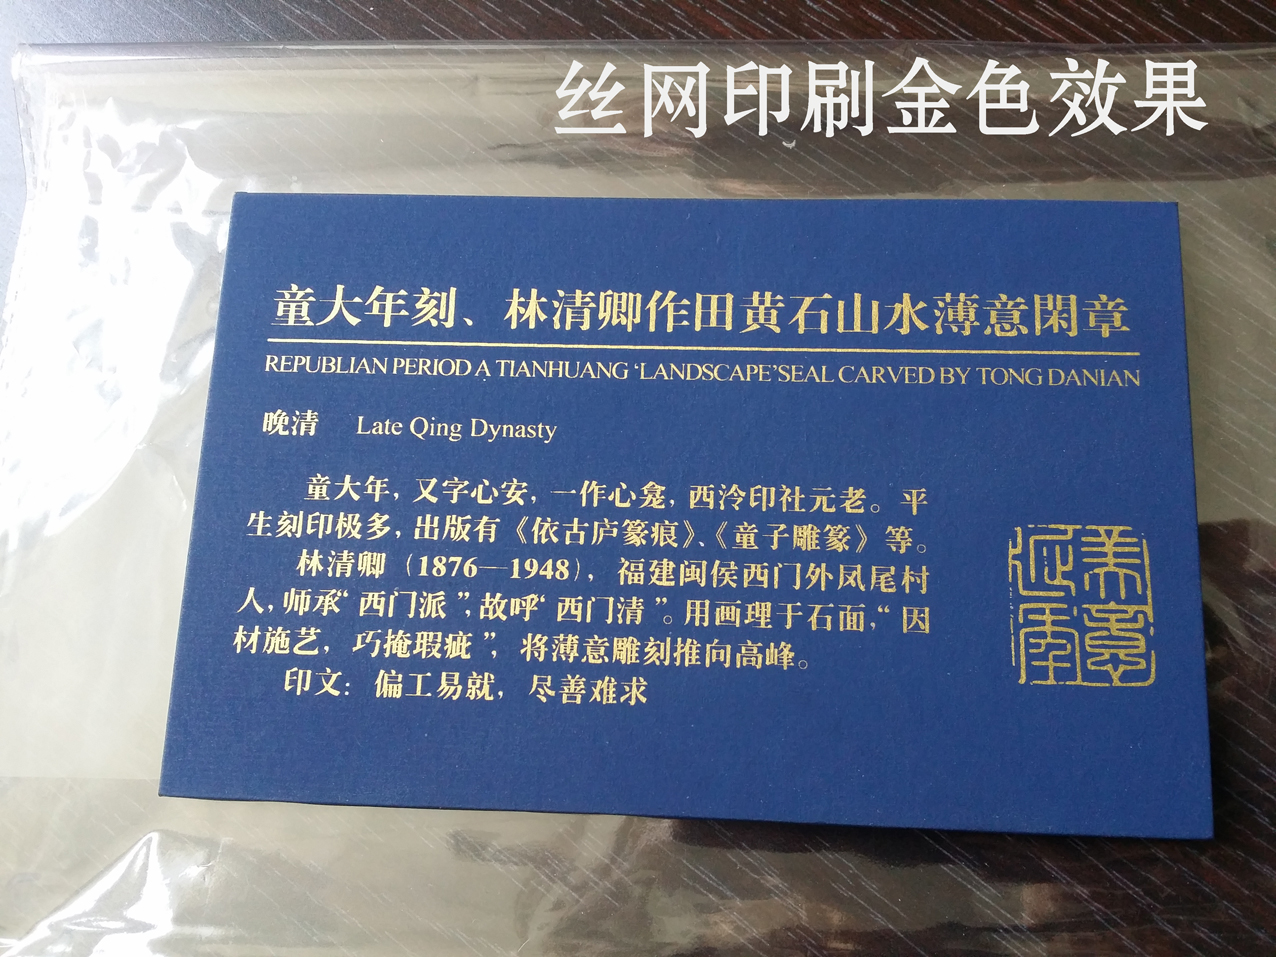 丝网印刷金色效果
童大年刻、林清卿作田黄石山水薄意閑章
REPUBLIAN PERIOD A TIANHUANG ‘LANDSCAPE’SEAL CARVED BY TONG DANIAN
晚清 Late Qing Dynasty
童大年，又字心安，一作心龛，西泠印社元老。平
生刻印极多，出版有《依古庐篆痕》、《童子雕篆》等。
林清卿（1876—1948），福建闽侯西门外凤尾村
人，师承“西门派”，故呼“西门清”。用画理于石面，“因
材施艺，巧掩瑕疵”，将薄意雕刻推向高峰。
印文：偏工易就，尽善难求